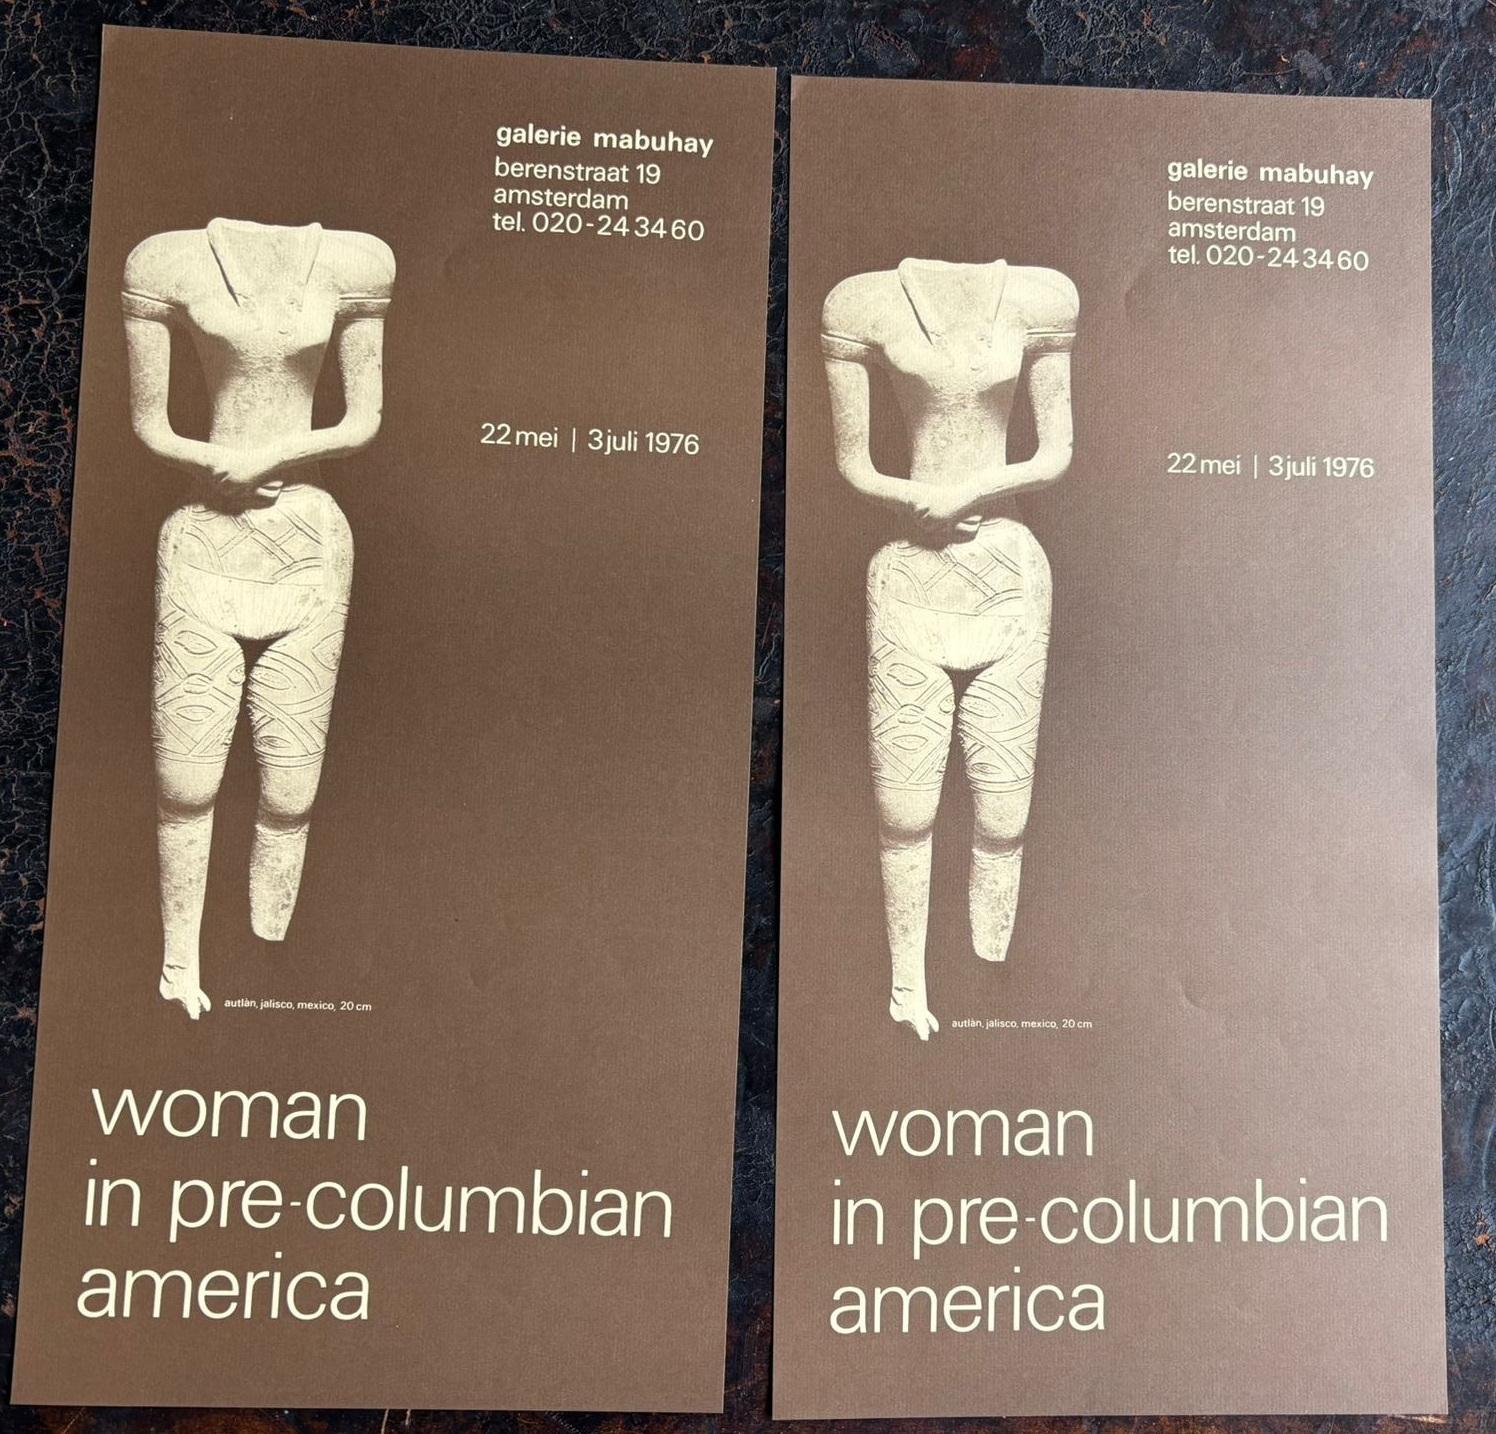 galerie mabuhay
berenstraat 19
amsterdam
tel. 020-24 34 60
22 mei | 3 juli 1976
autlàn, jalisco, mexico, 20 cm
woman
in pre-columbian
america
galerie mabuhay
berenstraat 19
amsterdam
tel. 020-24 34 60
22 mei | 3 juli 1976
autlàn, jalisco, mexico, 20 cm
woman
in pre-columbian
america